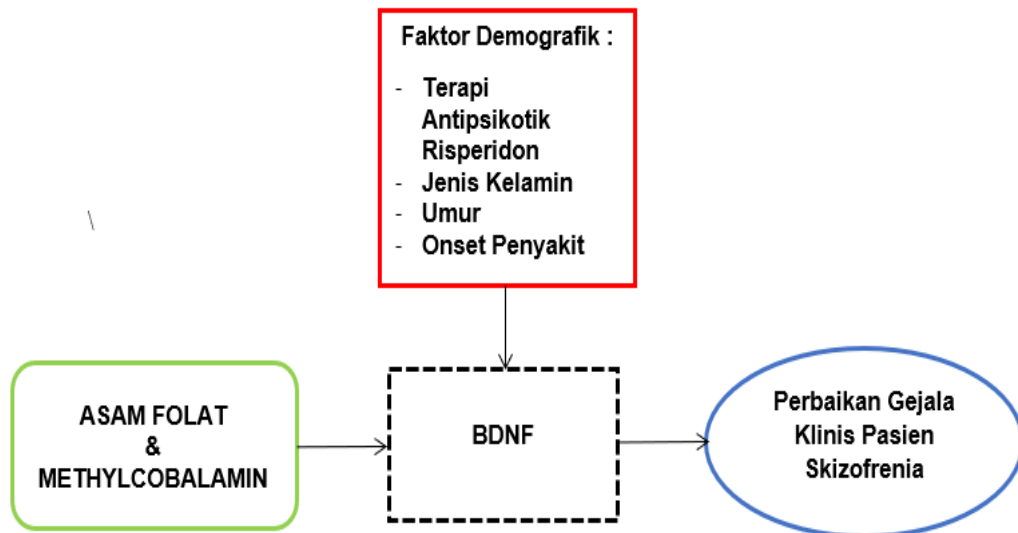 Faktor Demografik :
- Terapi
Antipsikotik
Risperidon
- Jenis Kelamin
- Umur
- Onset Penyakit
\
ASAM FOLAT
&
METHYLCOBALAMIN
BDNF
Perbaikan Gejala
Klinis Pasien
Skizofrenia